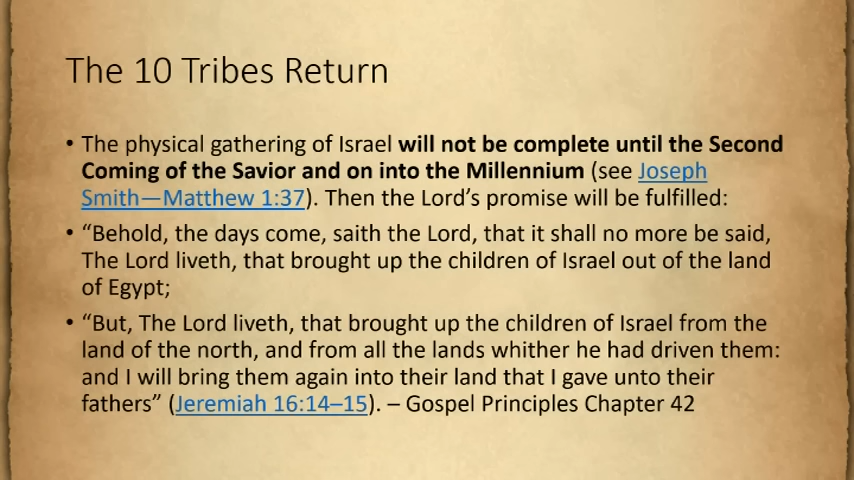 The 10 Tribes Return
• The physical gathering of Israel will not be complete until the Second
Coming of the Savior and on into the Millennium (see Joseph
Smith—Matthew 1:37). Then the Lord’s promise will be fulfilled:
• “Behold, the days come, saith the Lord, that it shall no more be said,
The Lord liveth, that brought up the children of Israel out of the land
of Egypt;
• “But, The Lord liveth, that brought up the children of Israel from the
land of the north, and from all the lands whither he had driven them:
and I will bring them again into their land that I gave unto their
fathers” (Jeremiah 16:14–15). – Gospel Principles Chapter 42